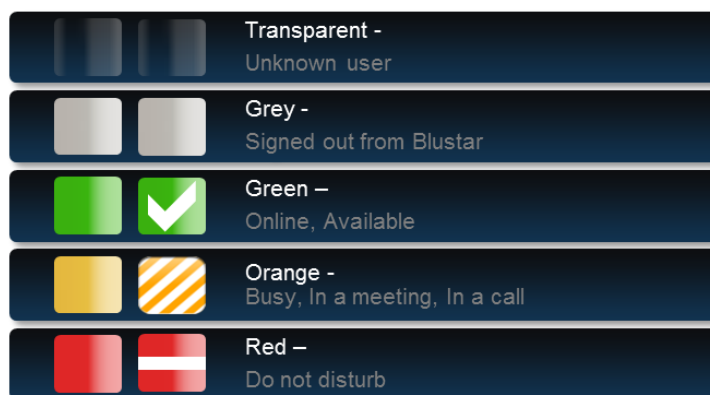 Transparent -
Unknown user
Grey -
Signed out from Blustar
Green –
Online, Available
Orange -
Busy, In a meeting, In a call
Red –
Do not disturb